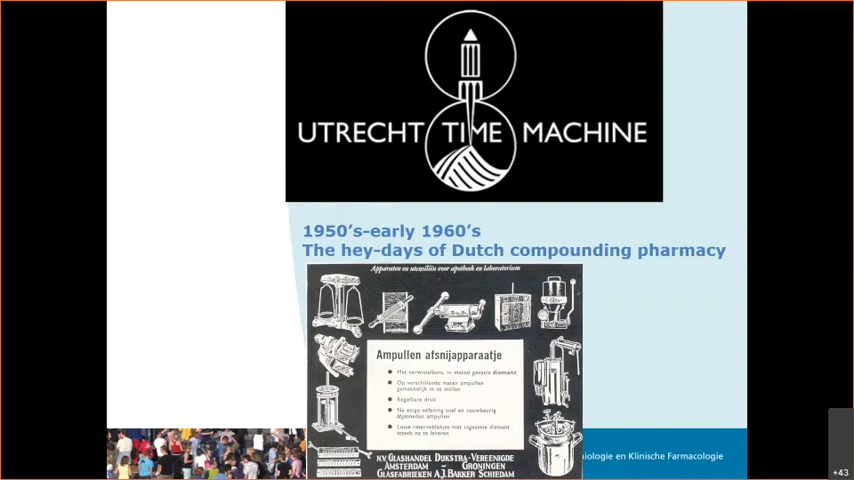 UTRECHT TIME MACHINE
1950's-early 1960's
The hey-days of Dutch compounding pharmacy
Apparaten en utensiliën voor apotheek en laboratorium
Ampullen afsnijapparaatje
Met verwisselbare, in metaal gevatte diamant
Op verschillende maten ampullen
gemakkelijk in te stellen
Regelbare druk
Na enige oefening snel en nauwkeurig
afgesneden ampullen
Losse reserveblokjes met ingezette diamant
steeds na te leveren
N.V. GLASHANDEL DIJKSTRA-VEREENIGDE
AMSTERDAM – GRONINGEN
GLASFABRIEKEN A.J. BAKKER SCHIEDAM
iologie en Klinische Farmacologie
+43